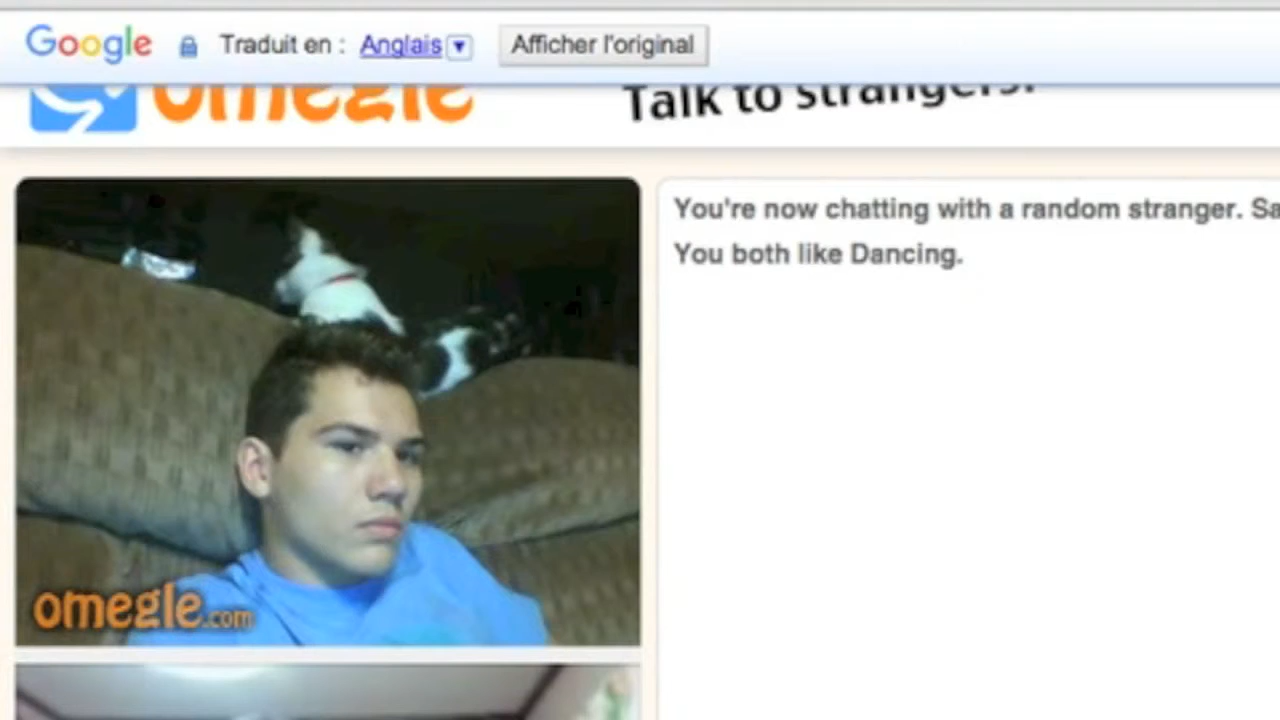 Google Traduit en : Anglais Afficher l'original
omegle Talk to strangers!
You're now chatting with a random stranger. Sa
You both like Dancing.
omegle.com